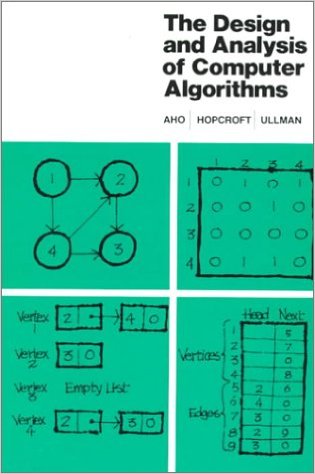 The Design
and Analysis
of Computer
Algorithms
AHO HOPCROFT ULLMAN
1 2
4 3
1 2 3 4
1 0 1 0 1
2 0 0 1 0
3 0 0 0 0
4 0 1 1 0
Vertex 1 2 4 0
Vertex 2 3 0
Vertex 3 Empty List
Vertex 4 2 3 0
Head Next
Vertices
1 5
2 7
3 0
4 8
Edges
5 2 6
6 4 0
7 3 0
8 2 9
9 3 0